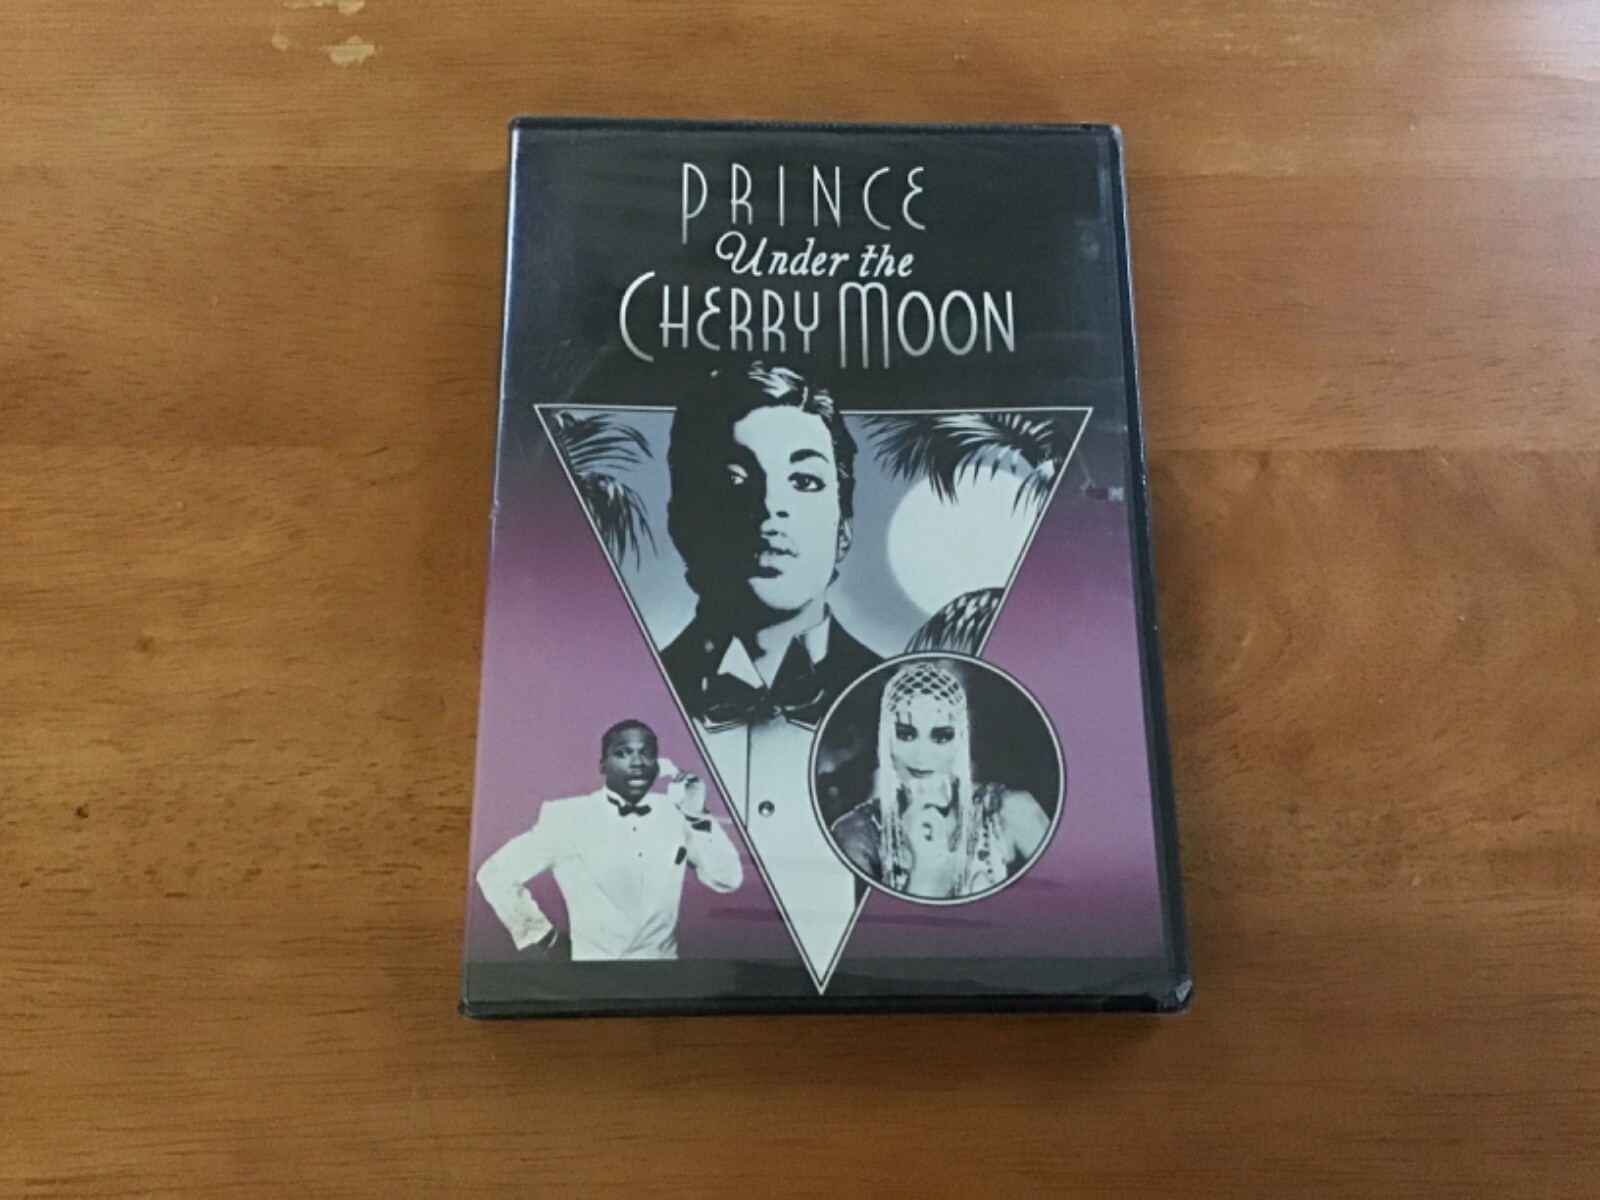 PRINCE
Under the
CHERRY MOON